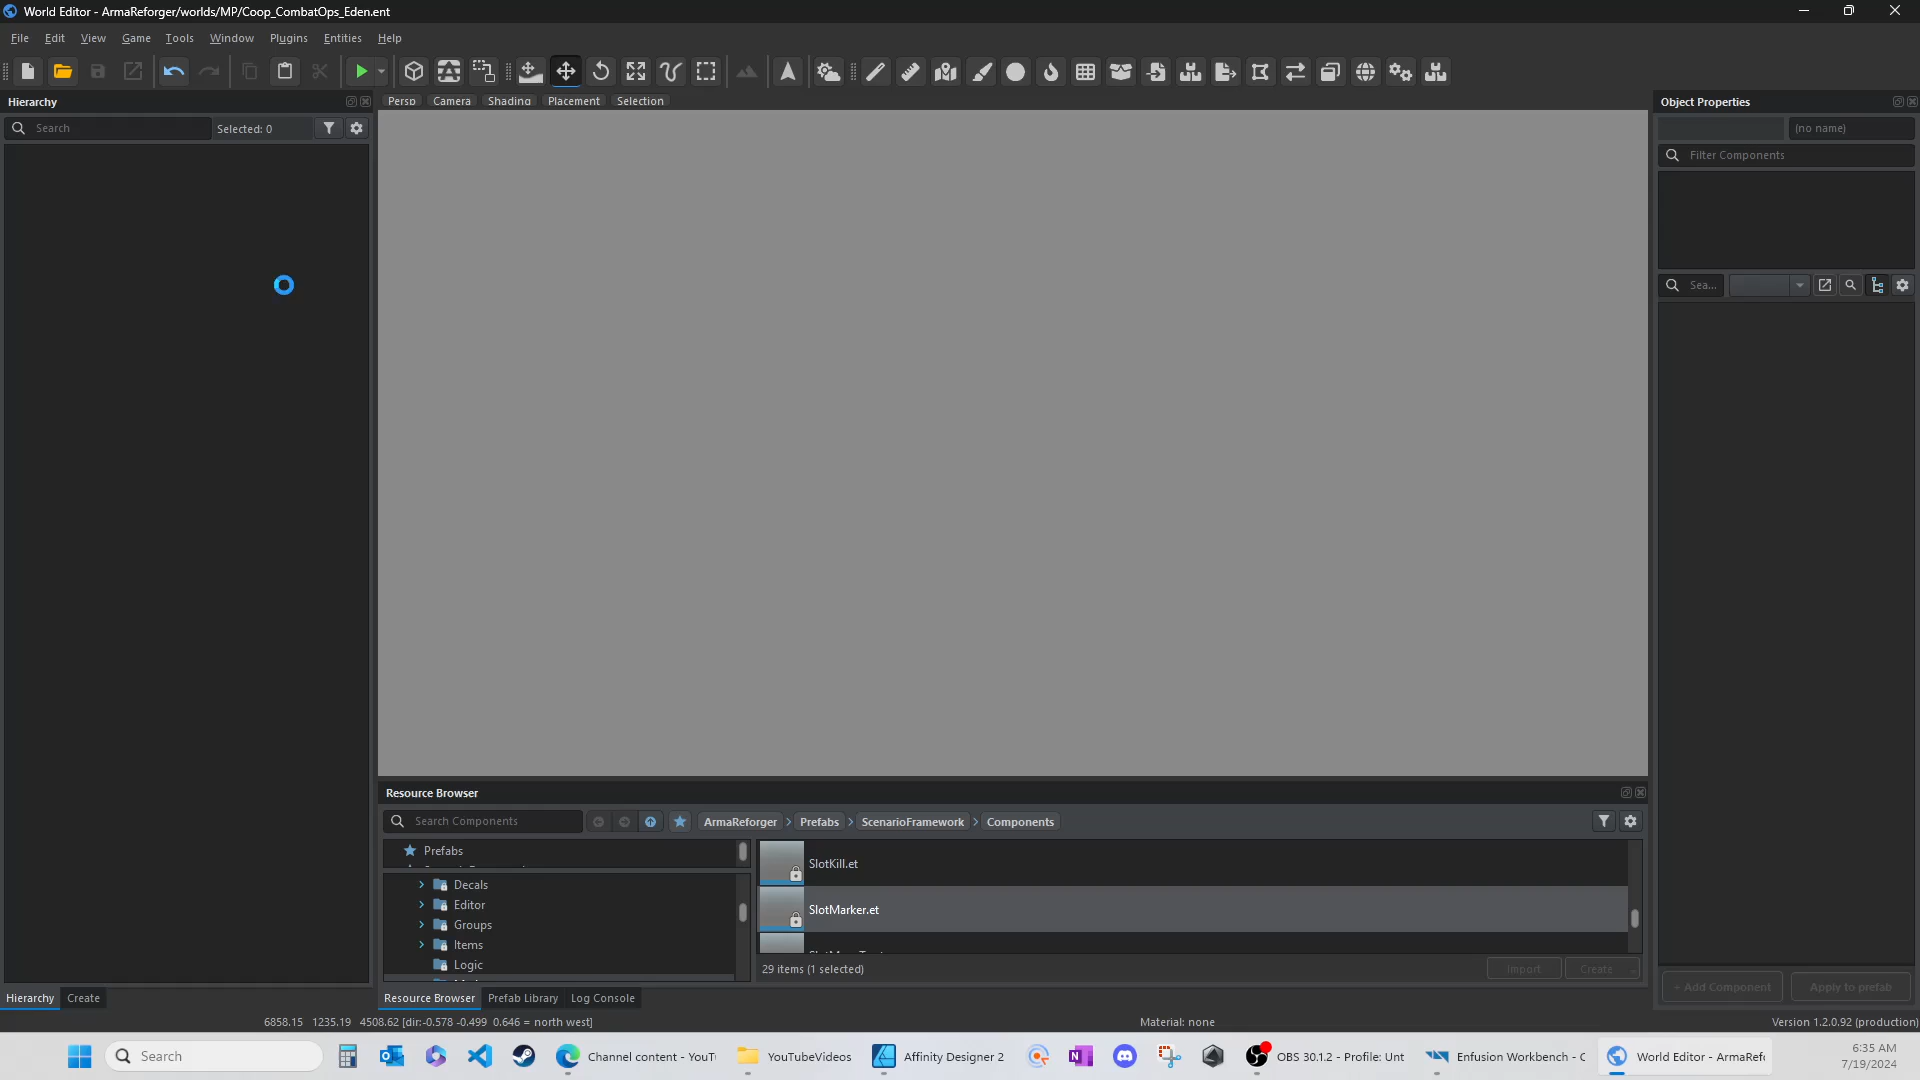 World Editor - ArmaReforger/worlds/MP/Coop_CombatOps_Eden.ent
File Edit View Game Tools Window Plugins Entities Help
Hierarchy
Persp Camera Shading Placement Selection
Object Properties
Search
Selected: 0
(no name)
Filter Components
Sea...
Resource Browser
Search Components
ArmaReforger Prefabs ScenarioFramework Components
Prefabs
Decals
Editor
Groups
Items
Logic
SlotKill.et
SlotMarker.et
29 items (1 selected)
Import
Create
+ Add Component
Apply to prefab
Hierarchy Create
Resource Browser Prefab Library Log Console
6858.15 1235.19 4508.62 [dir:-0.578 -0.499 0.646 = north west]
Material: none
Version 1.2.0.92 (production)
Search
Channel content - YouT
YouTubeVideos
Affinity Designer 2
OBS 30.1.2 - Profile: Unt
Enfusion Workbench - C
World Editor - ArmaRef
6:35 AM
7/19/2024